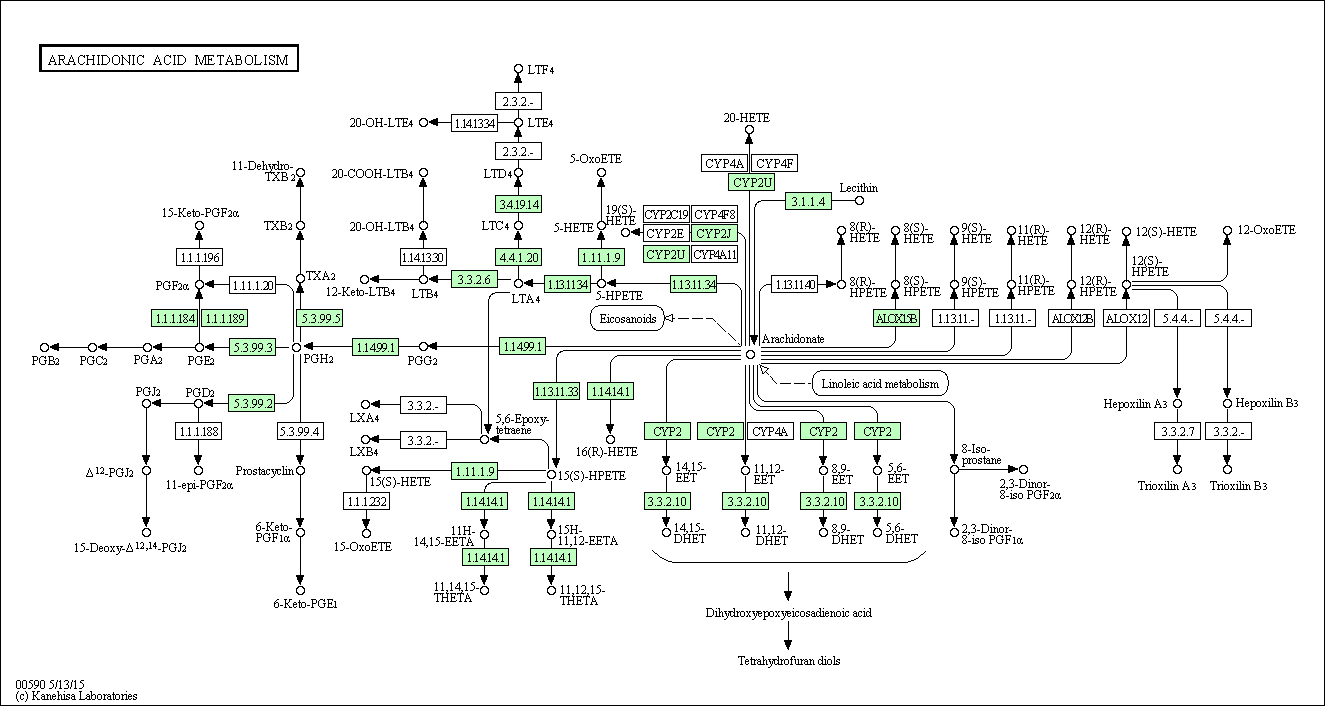 ARACHIDONIC ACID METABOLISM
LTF4
2.3.2.-
20-OH-LTE4
1.14.13.34
LTE4
2.3.2.-
20-HETE
11-Dehydro-
TXB2
20-COOH-LTB4
LTD4
5-OxoETE
CYP4A
CYP4F
CYP2U
Lecithin
3.1.1.4
3.4.19.14
15-Keto-PGF2α
TXB2
20-OH-LTB4
LTC4
5-HETE
19(S)-
HETE
CYP2C19
CYP4F8
CYP2E
CYP2J
CYP2U
CYP4A11
8(R)-
HETE
8(S)-
HETE
9(S)-
HETE
11(R)-
HETE
12(R)-
HETE
12(S)-HETE
12-OxoETE
1.1.1.196
1.14.13.30
4.4.1.20
1.11.1.9
TXA2
PGF2α
1.11.1.20
12-Keto-LTB4
LTB4
3.3.2.6
LTA4
1.13.11.34
5-HPETE
1.13.11.34
1.13.11.40
8(R)-
HPETE
8(S)-
HPETE
9(S)-
HPETE
11(R)-
HPETE
12(R)-
HPETE
12(S)-
HPETE
1.1.1.184
1.1.1.189
5.3.99.5
Eicosanoids
ALOX15B
1.13.11.-
1.13.11.-
ALOX12B
ALOX12
5.4.4.-
5.4.4.-
PGB2
PGC2
PGA2
PGE2
5.3.99.3
PGH2
1.14.99.1
PGG2
1.14.99.1
Arachidonate
Linoleic acid metabolism
PGJ2
PGD2
5.3.99.2
1.13.11.33
1.14.14.1
LXA4
3.3.2.-
5,6-Epoxy-
tetraene
Hepoxilin A3
Hepoxilin B3
1.1.1.188
5.3.99.4
LXB4
3.3.2.-
16(R)-HETE
CYP2
CYP2
CYP4A
CYP2
CYP2
8-Iso-
prostane
3.3.2.7
3.3.2.-
Δ12-PGJ2
11-epi-PGF2α
Prostacyclin
15(S)-HETE
1.11.1.9
15(S)-HPETE
14,15-
EET
11,12-
EET
8,9-
EET
5,6-
EET
2,3-Dinor-
8-iso PGF2α
Trioxilin A3
Trioxilin B3
1.1.1.232
1.14.14.1
1.14.14.1
3.3.2.10
3.3.2.10
3.3.2.10
3.3.2.10
15-Deoxy-Δ12,14-PGJ2
6-Keto-
PGF1α
15-OxoETE
11H-
14,15-EETA
15H-
11,12-EETA
14,15-
DHET
11,12-
DHET
8,9-
DHET
5,6-
DHET
2,3-Dinor-
8-iso PGF1α
1.14.14.1
1.14.14.1
6-Keto-PGE1
11,14,15-
THETA
11,12,15-
THETA
Dihydroxyepoxyeicosadienoic acid
Tetrahydrofuran diols
00590 5/13/15
(c) Kanehisa Laboratories